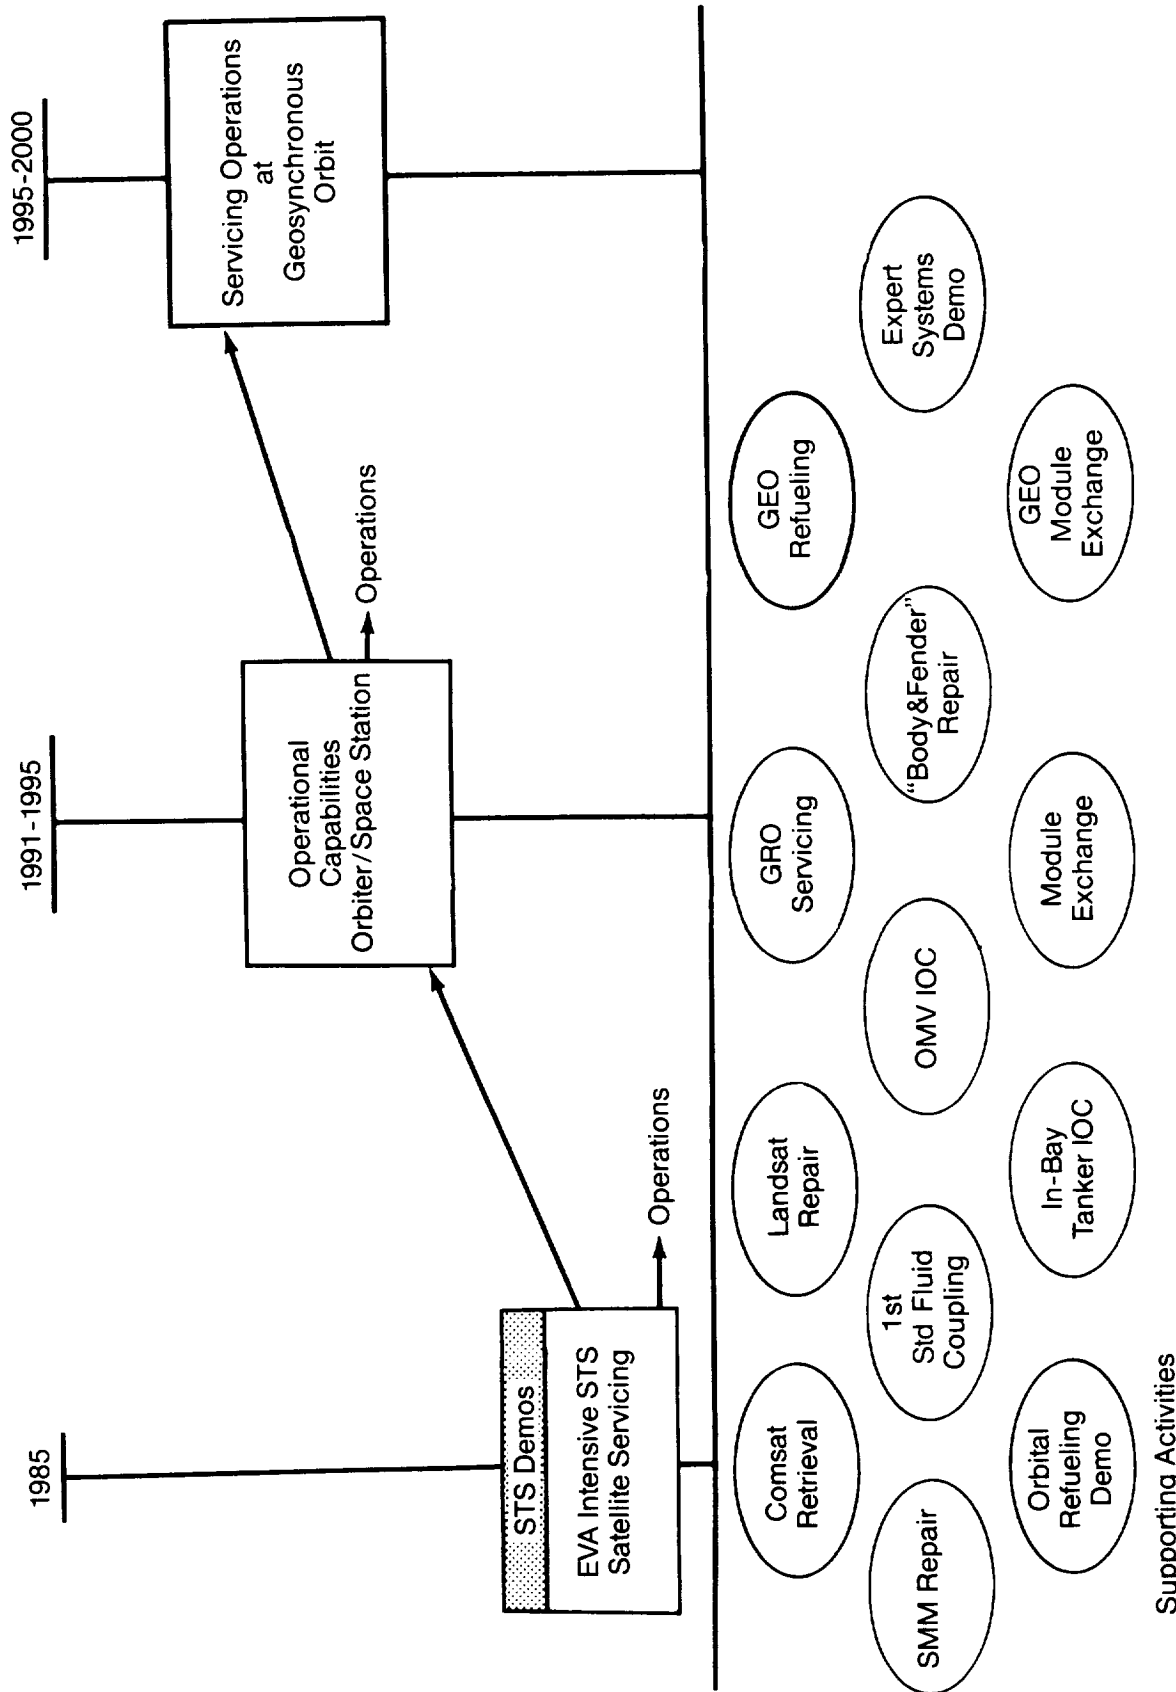 1985
1991-1995
1995-2000
STS Demos
EVA Intensive STS
Satellite Servicing
Operations
Operational
Capabilities
Orbiter/Space Station
Operations
Servicing Operations
at
Geosynchronous
Orbit
Comsat
Retrieval
Landsat
Repair
GRO
Servicing
GEO
Refueling
SMM Repair
1st
Std Fluid
Coupling
OMV IOC
"Body&Fender"
Repair
Expert
Systems
Demo
Orbital
Refueling
Demo
In-Bay
Tanker IOC
Module
Exchange
GEO
Module
Exchange
Supporting Activities